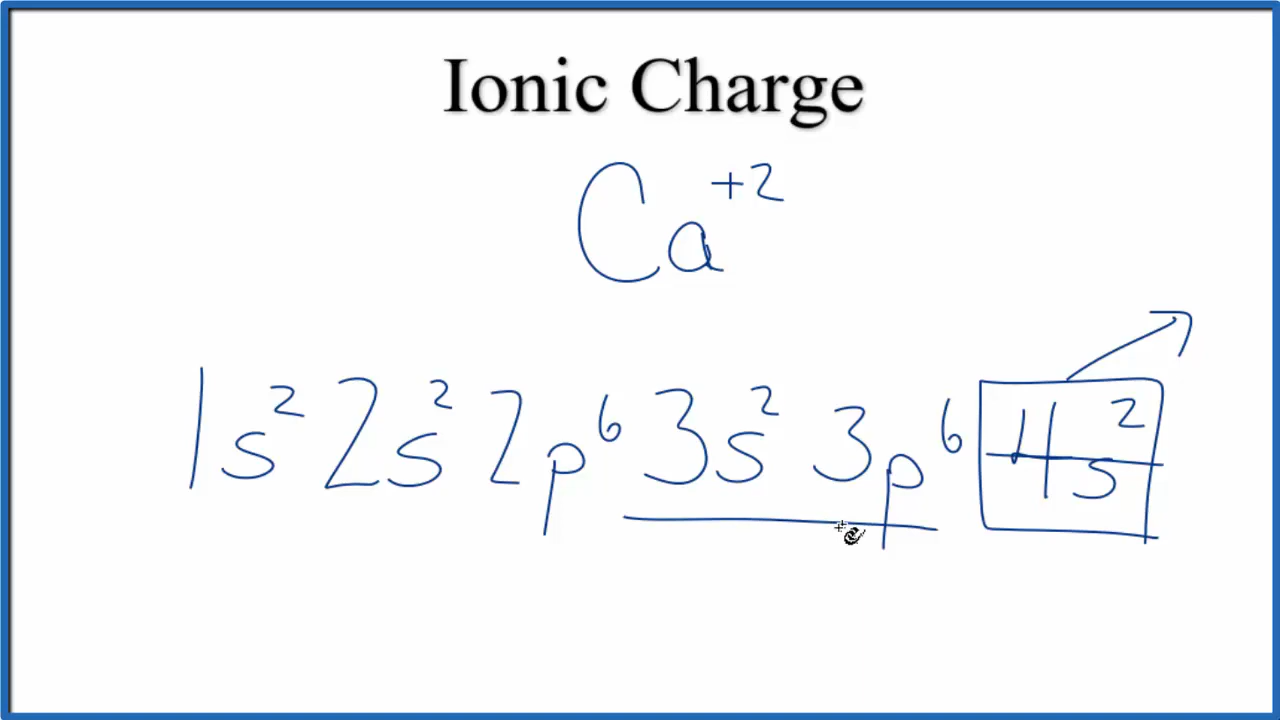 Ionic Charge
Ca⁺²
1s² 2s² 2p⁶ 3s² 3p⁶ 4s²